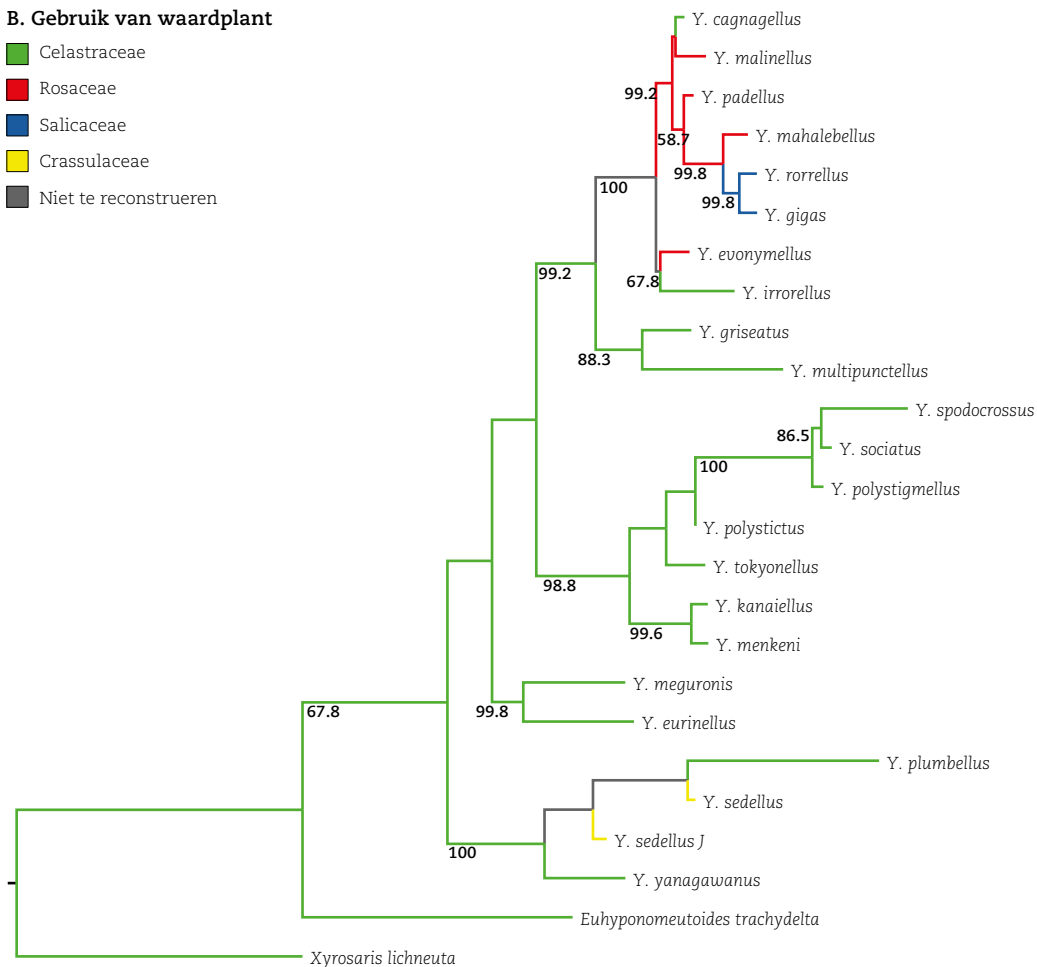 B. Gebruik van waardplant
Celastraceae
Rosaceae
Salicaceae
Crassulaceae
Niet te reconstrueren
Y. cagnagellus
Y. malinellus
99.2
Y. padellus
58.7
Y. mahalebellus
99.8
Y. rorrellus
99.8
Y. gigas
100
Y. evonymellus
67.8
Y. irrorellus
99.2
Y. griseatus
88.3
Y. multipunctellus
Y. spodocrossus
86.5
Y. sociatus
100
Y. polystigmellus
Y. polystictus
Y. tokyonellus
98.8
Y. kanaiellus
99.6
Y. menkeni
Y. meguronis
99.8
Y. eurinellus
67.8
Y. plumbellus
Y. sedellus
Y. sedellus J
100
Y. yanagawanus
Euhyponomeutoides trachydelta
Xyrosaris lichneuta